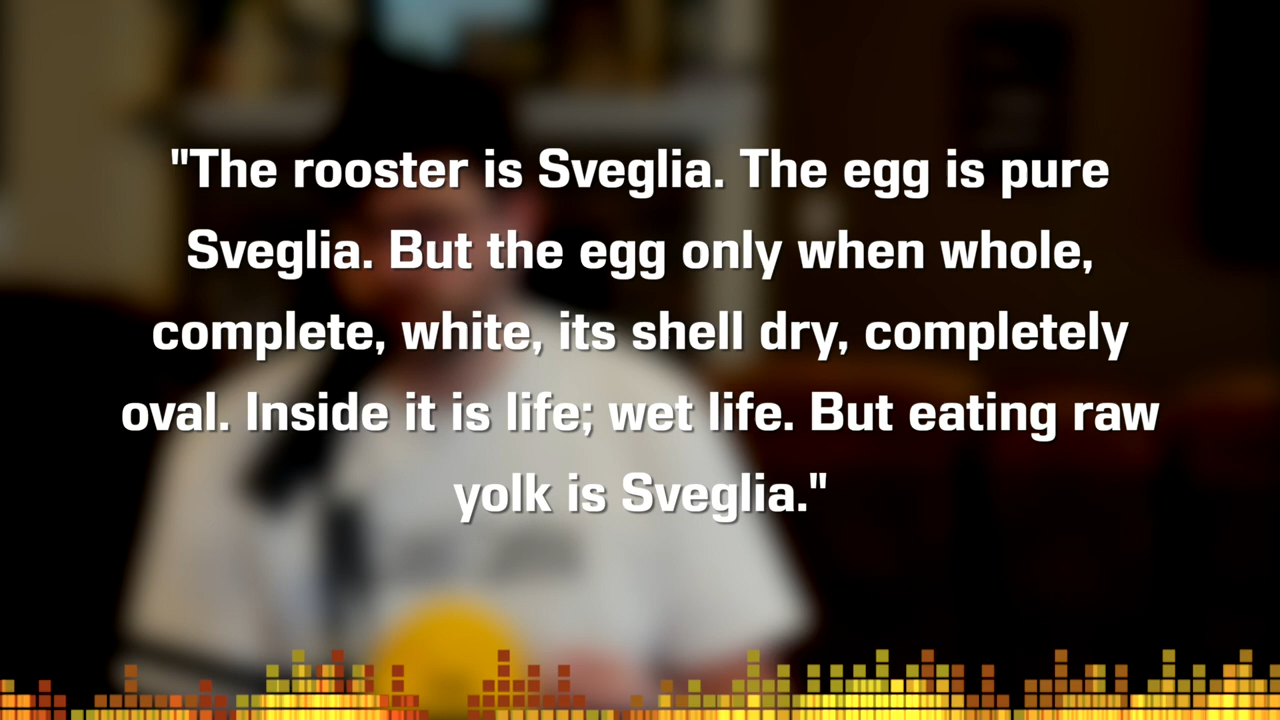 "The rooster is Sveglia. The egg is pure
Sveglia. But the egg only when whole,
complete, white, its shell dry, completely
oval. Inside it is life; wet life. But eating raw
yolk is Sveglia."